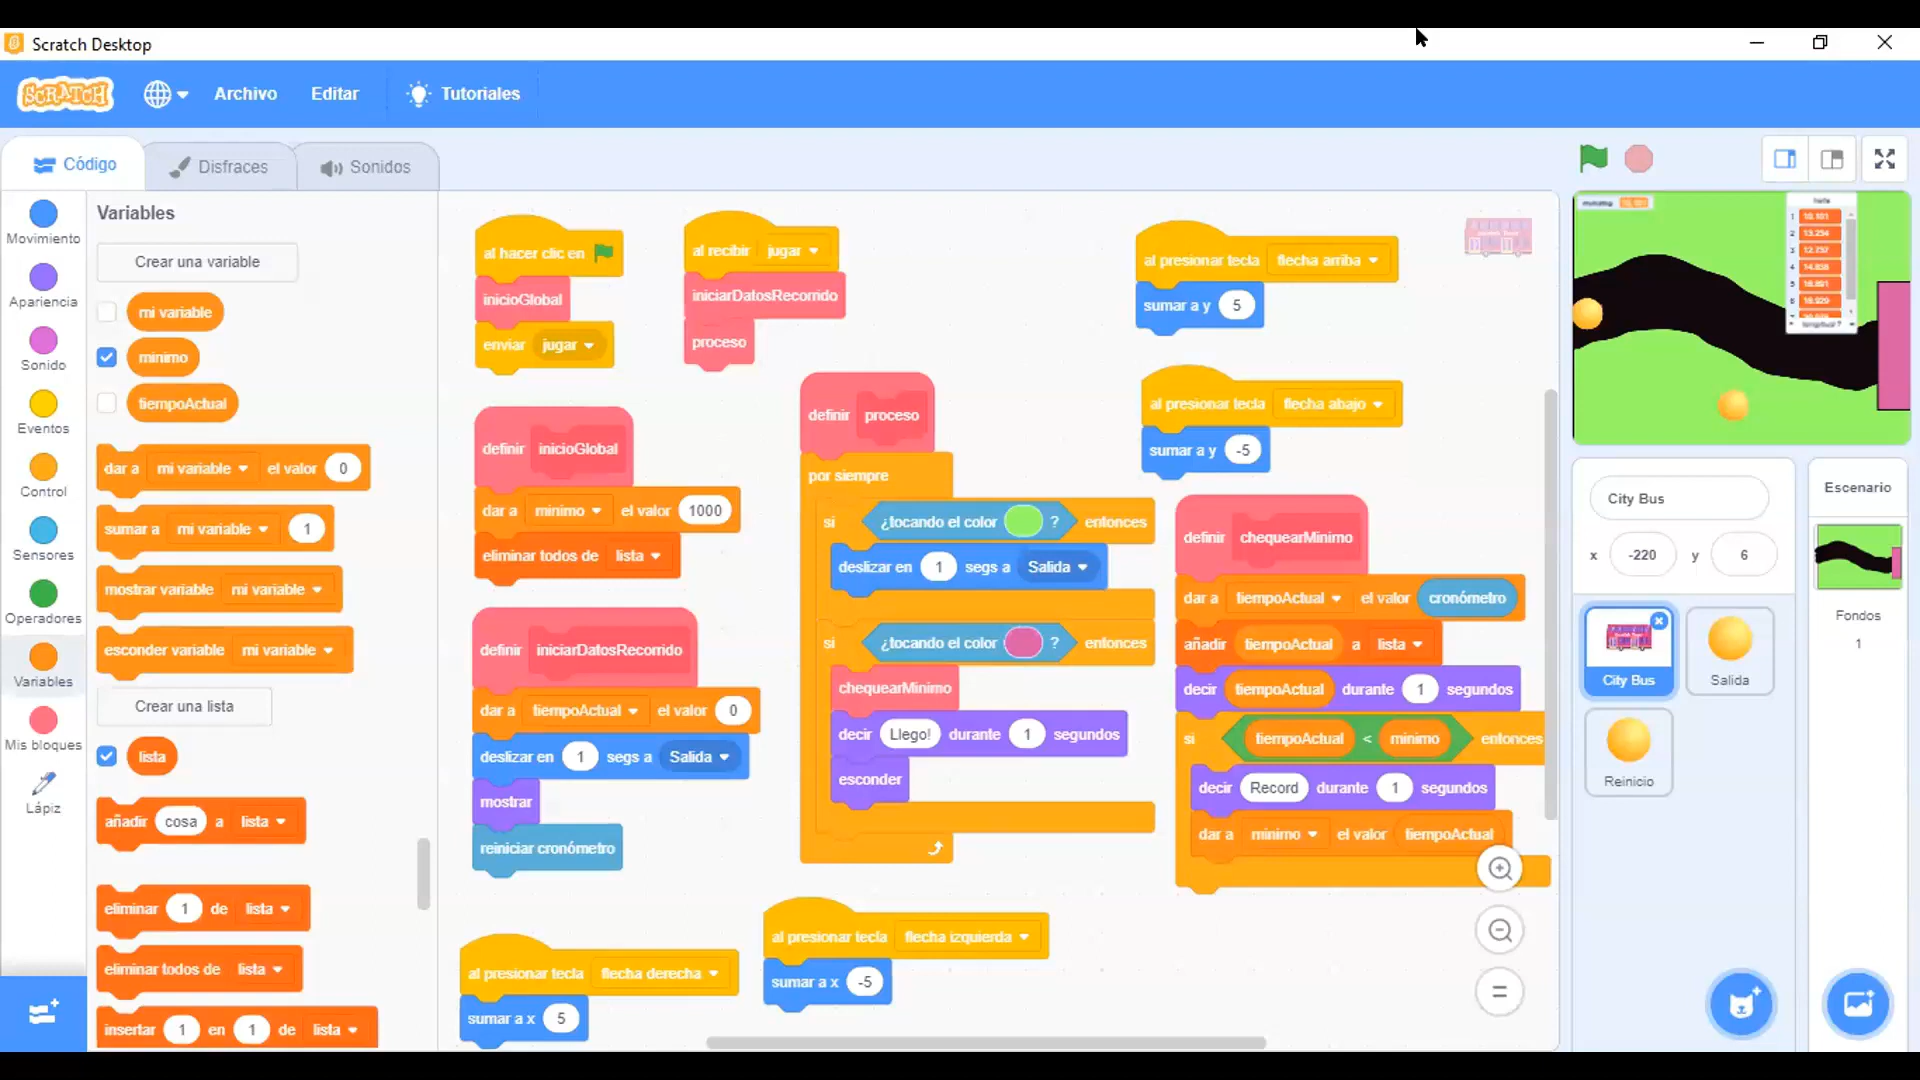 Scratch Desktop
SCRATCH
Archivo
Editar
Tutoriales
Código
Disfraces
Sonidos
Movimiento
Apariencia
Sonido
Eventos
Control
Sensores
Operadores
Variables
Mis bloques
Lápiz
Variables
Crear una variable
mi variable
minimo
tiempoActual
dar a mi variable el valor 0
sumar a mi variable 1
mostrar variable mi variable
esconder variable mi variable
Crear una lista
lista
añadir cosa a lista
eliminar 1 de lista
eliminar todos de lista
insertar 1 en 1 de lista
al hacer clic en
inicioGlobal
enviar jugar
al recibir jugar
iniciarDatosRecorrido
proceso
definir inicioGlobal
dar a minimo el valor 1000
eliminar todos de lista
definir iniciarDatosRecorrido
dar a tiempoActual el valor 0
deslizar en 1 segs a Salida
mostrar
reiniciar cronómetro
definir proceso
por siempre
si ¿tocando el color ? entonces
deslizar en 1 segs a Salida
si ¿tocando el color ? entonces
chequearMinimo
decir Llego! durante 1 segundos
esconder
al presionar tecla flecha arriba
sumar a y 5
al presionar tecla flecha abajo
sumar a y -5
definir chequearMinimo
dar a tiempoActual el valor cronómetro
añadir tiempoActual a lista
decir tiempoActual durante 1 segundos
si tiempoActual < minimo entonces
decir Record durante 1 segundos
dar a minimo el valor tiempoActual
al presionar tecla flecha derecha
sumar a x 5
al presionar tecla flecha izquierda
sumar a x -5
City Bus
x -220 y 6
City Bus
Salida
Reinicio
Escenario
Fondos
1